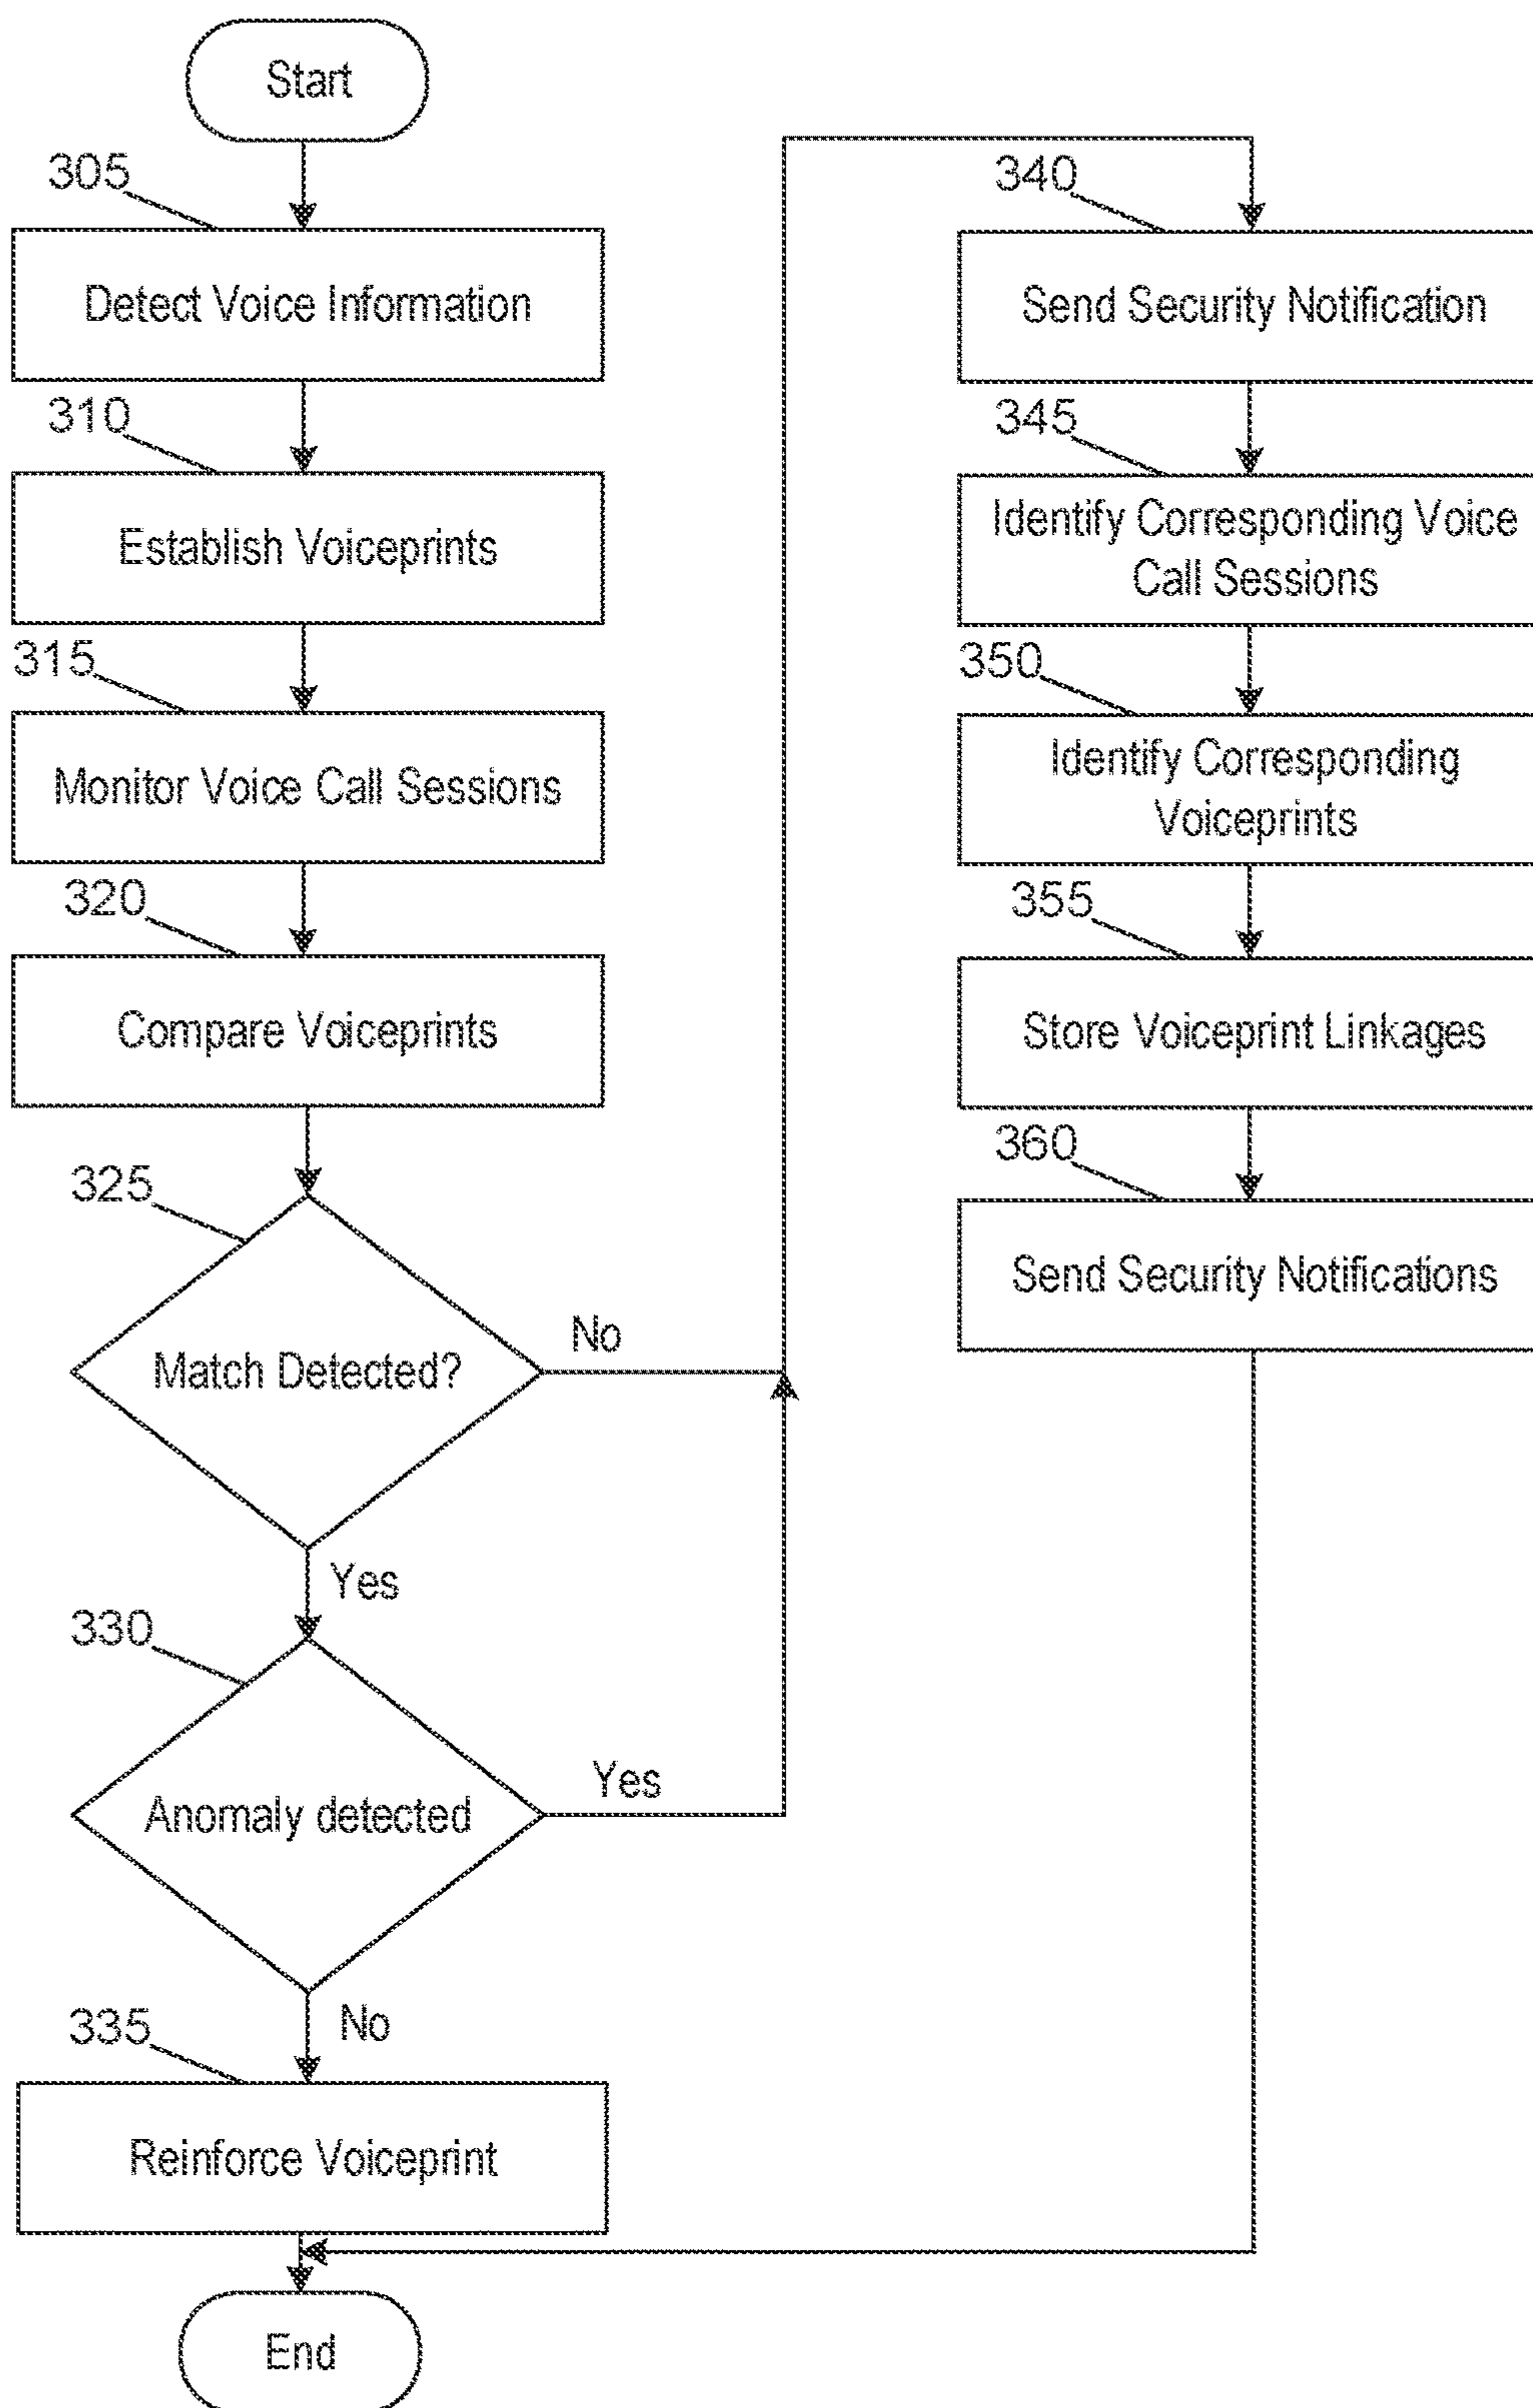 Start
305
Detect Voice Information
310
Establish Voiceprints
315
Monitor Voice Call Sessions
320
Compare Voiceprints
325
Match Detected?
No
Yes
330
Anomaly detected
Yes
No
335
Reinforce Voiceprint
End
340
Send Security Notification
345
Identify Corresponding Voice
Call Sessions
350
Identify Corresponding
Voiceprints
355
Store Voiceprint Linkages
360
Send Security Notifications